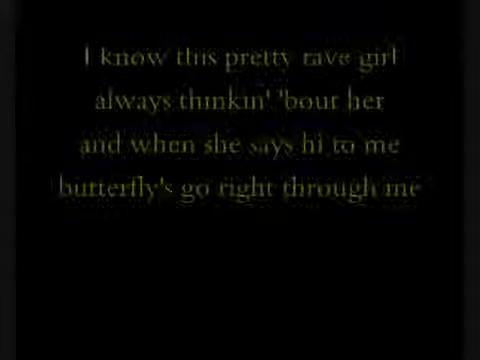 I know this pretty rave girl
always thinkin' 'bout her
and when she says hi to me
butterfly's go right through me